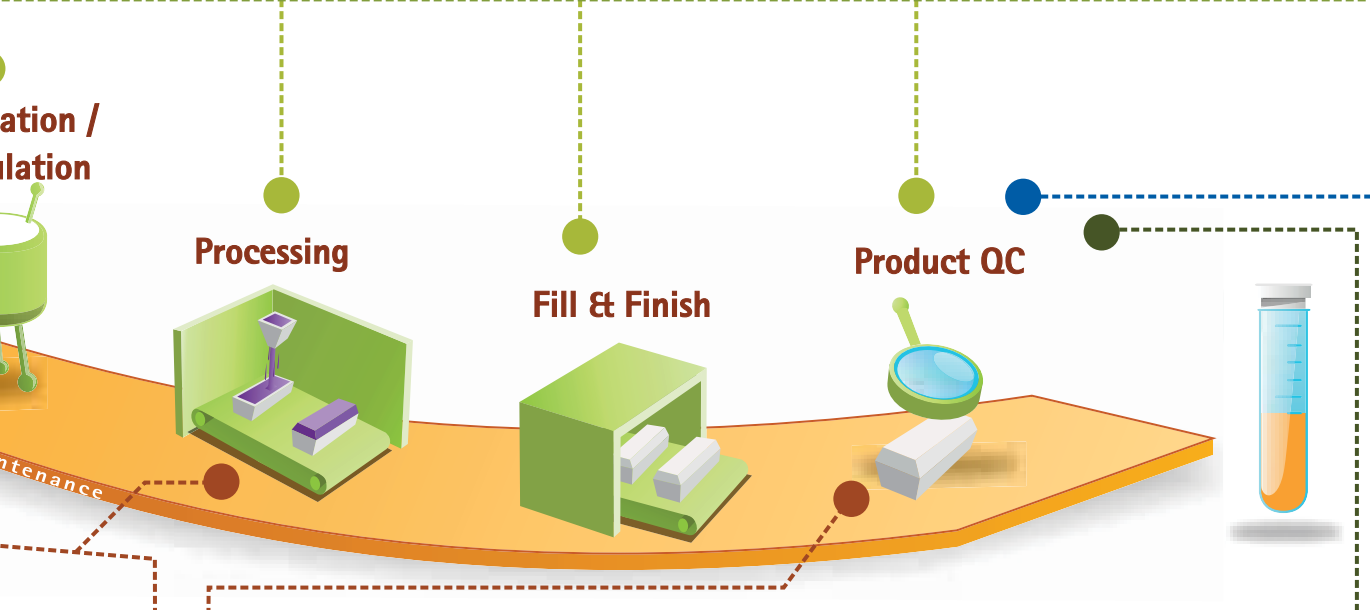 ation /
ulation
Processing
Fill & Finish
Product QC
ntenance